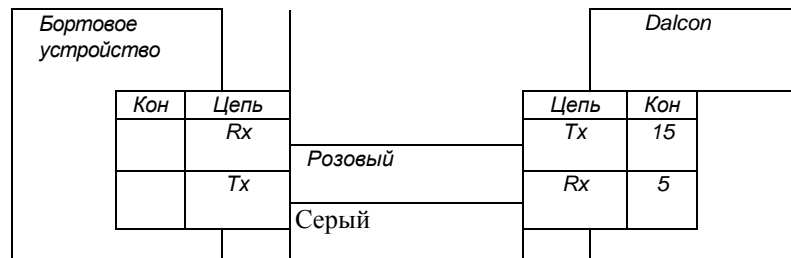 Бортовое
устройство
Dalcon
Кон Цепь Цепь Кон
Rx Tx 15
Розовый
Tx Rx 5
Серый